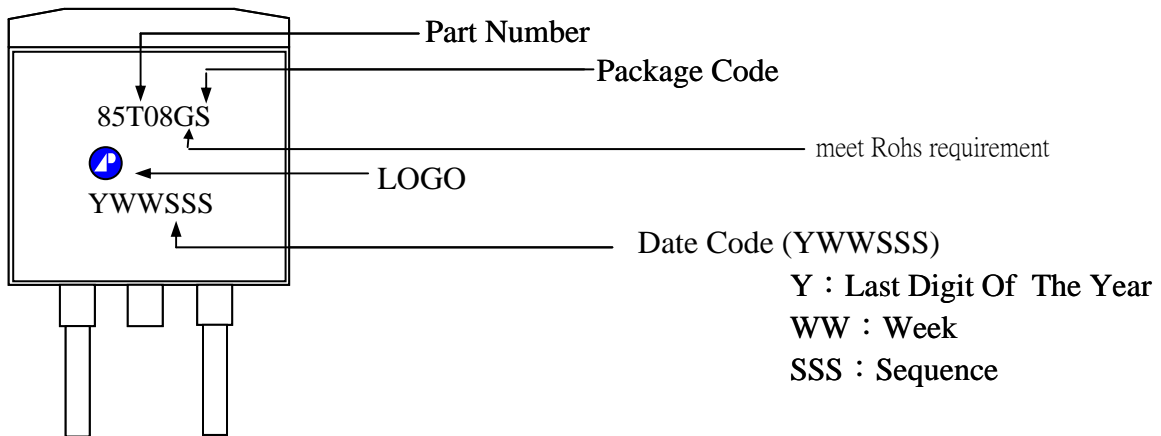 Part Number
Package Code
85T08GS
meet Rohs requirement
LOGO
YWWSSS
Date Code (YWWSSS)
Y：Last Digit Of The Year
WW：Week
SSS：Sequence